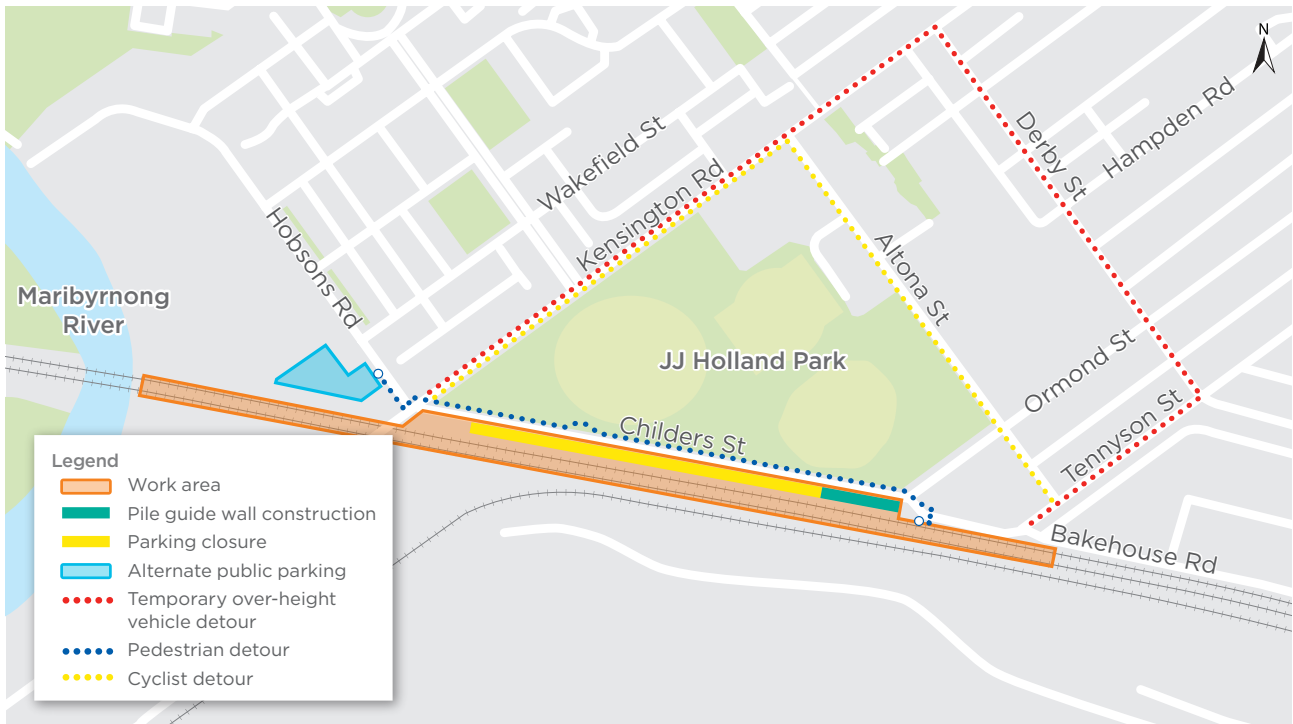 N
Hampden Rd
Derby St
Wakefield St
Kensington Rd
Hobsons Rd
Altona St
Maribyrnong
River
JJ Holland Park
Ormond St
Tennyson St
Childers St
Bakehouse Rd
Legend
Work area
Pile guide wall construction
Parking closure
Alternate public parking
Temporary over-height
vehicle detour
Pedestrian detour
Cyclist detour